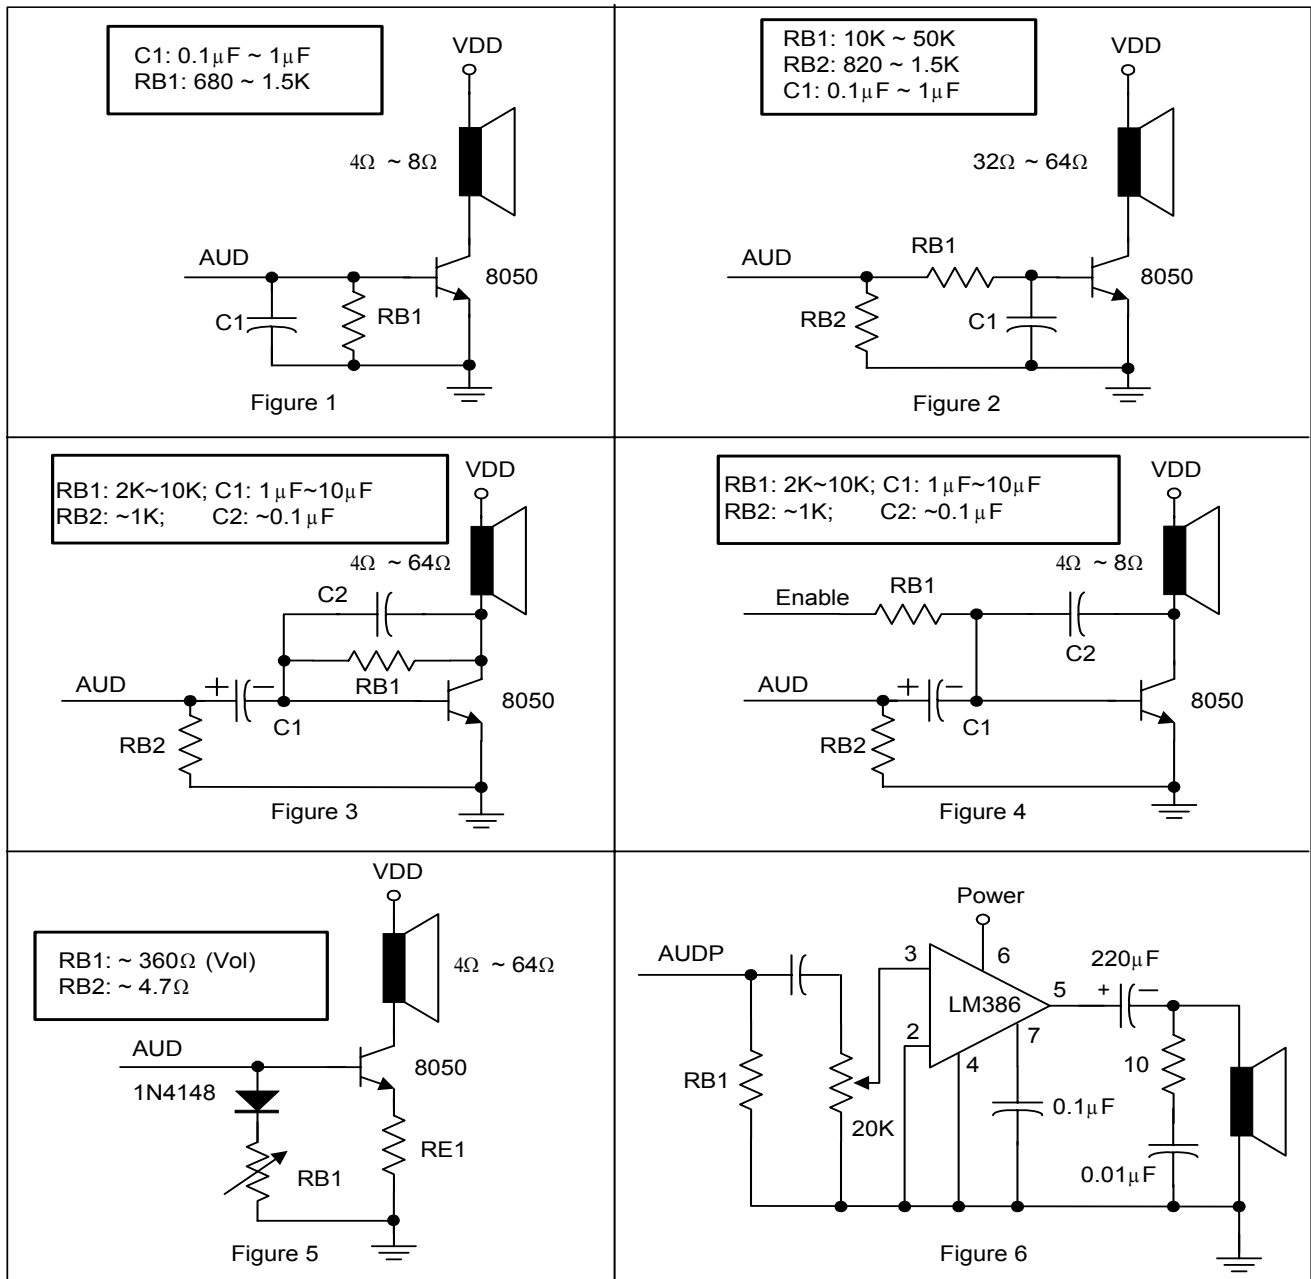 C1: 0.1μF ~ 1μF
RB1: 680 ~ 1.5K
VDD
4Ω ~ 8Ω
AUD
8050
C1
RB1
Figure 1
RB1: 10K ~ 50K
RB2: 820 ~ 1.5K
C1: 0.1μF ~ 1μF
VDD
32Ω ~ 64Ω
AUD
RB1
8050
RB2
C1
Figure 2
RB1: 2K~10K; C1: 1μF~10μF
RB2: ~1K; C2: ~0.1μF
VDD
4Ω ~ 64Ω
C2
RB1
AUD
+ −
8050
C1
RB2
Figure 3
RB1: 2K~10K; C1: 1μF~10μF
RB2: ~1K; C2: ~0.1μF
VDD
4Ω ~ 8Ω
Enable
RB1
C2
AUD
+ −
8050
C1
RB2
Figure 4
VDD
RB1: ~ 360Ω (Vol)
RB2: ~ 4.7Ω
4Ω ~ 64Ω
AUD
8050
1N4148
RE1
RB1
Figure 5
Power
AUDP
3
6
220μF
LM386
5
+ −
2
7
4
10
RB1
20K
0.1μF
0.01μF
Figure 6